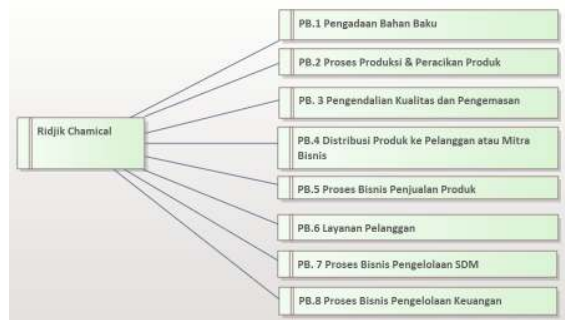 Ridjik Chamical
PB.1 Pengadaan Bahan Baku
PB.2 Proses Produksi & Peracikan Produk
PB. 3 Pengendalian Kualitas dan Pengemasan
PB.4 Distribusi Produk ke Pelanggan atau Mitra
Bisnis
PB.5 Proses Bisnis Penjualan Produk
PB.6 Layanan Pelanggan
PB. 7 Proses Bisnis Pengelolaan SDM
PB.8 Proses Bisnis Pengelolaan Keuangan